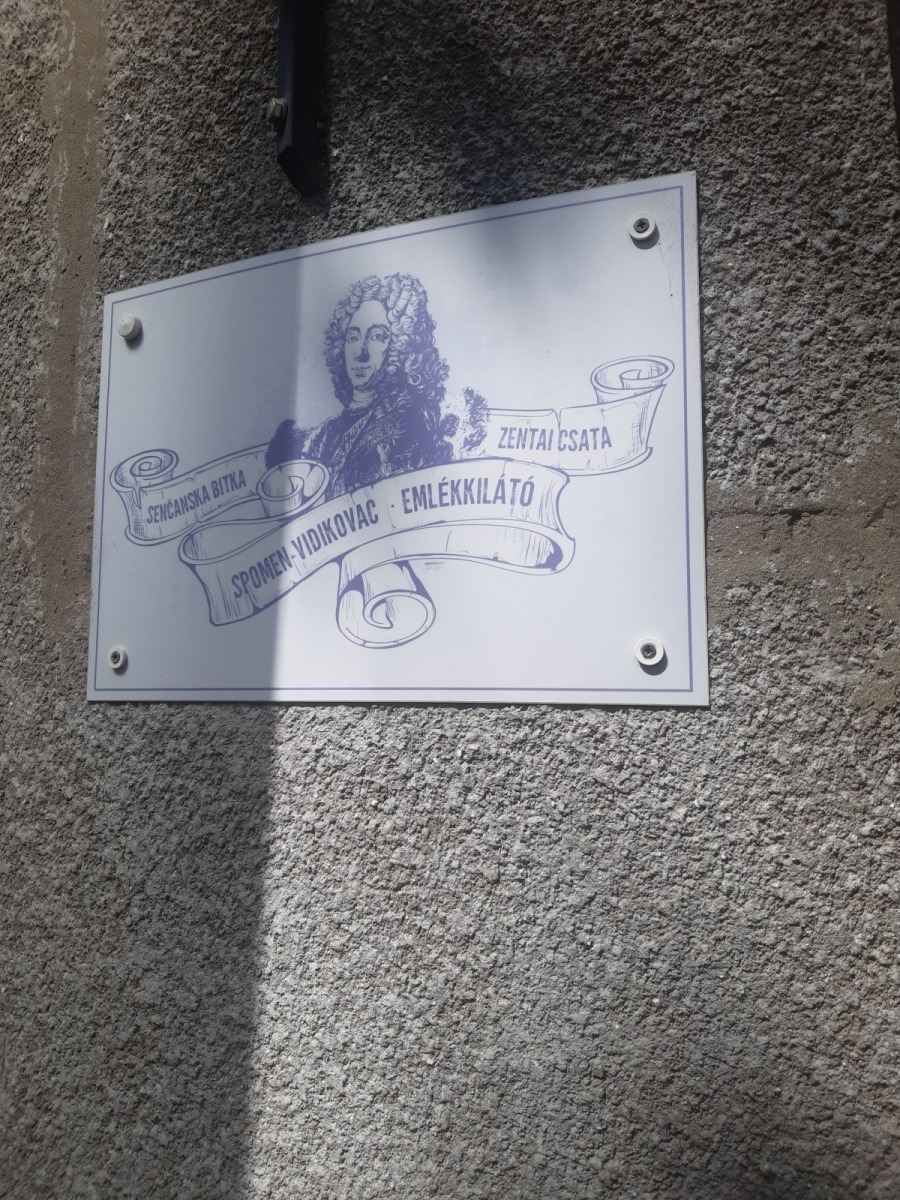 SENĆANSKA BITKA
ZENTAI CSATA
SPOMEN-VIDIKOVAC · EMLÉKKILÁTÓ